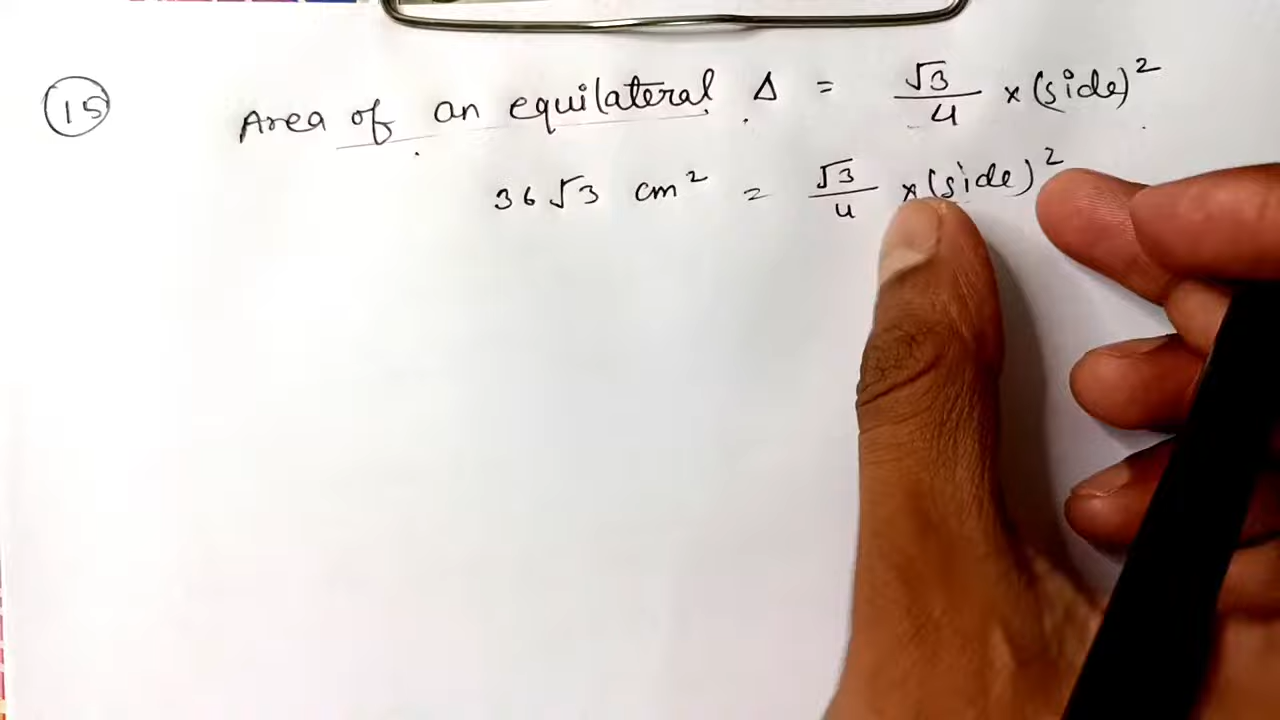 15 Area of an equilateral Δ = √3/4 × (side)²
36√3 cm² = √3/4 × (side)²